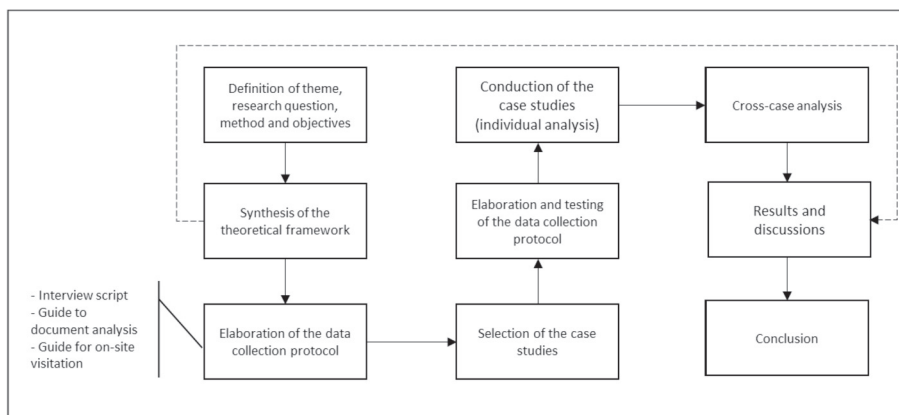 Definition of theme,
research question,
method and objectives
Synthesis of the
theoretical framework
- Interview script
- Guide to
document analysis
- Guide for on-site
visitation
Elaboration of the data
collection protocol
Selection of the case
studies
Elaboration and testing
of the data collection
protocol
Conduction of the
case studies
(individual analysis)
Cross-case analysis
Results and
discussions
Conclusion